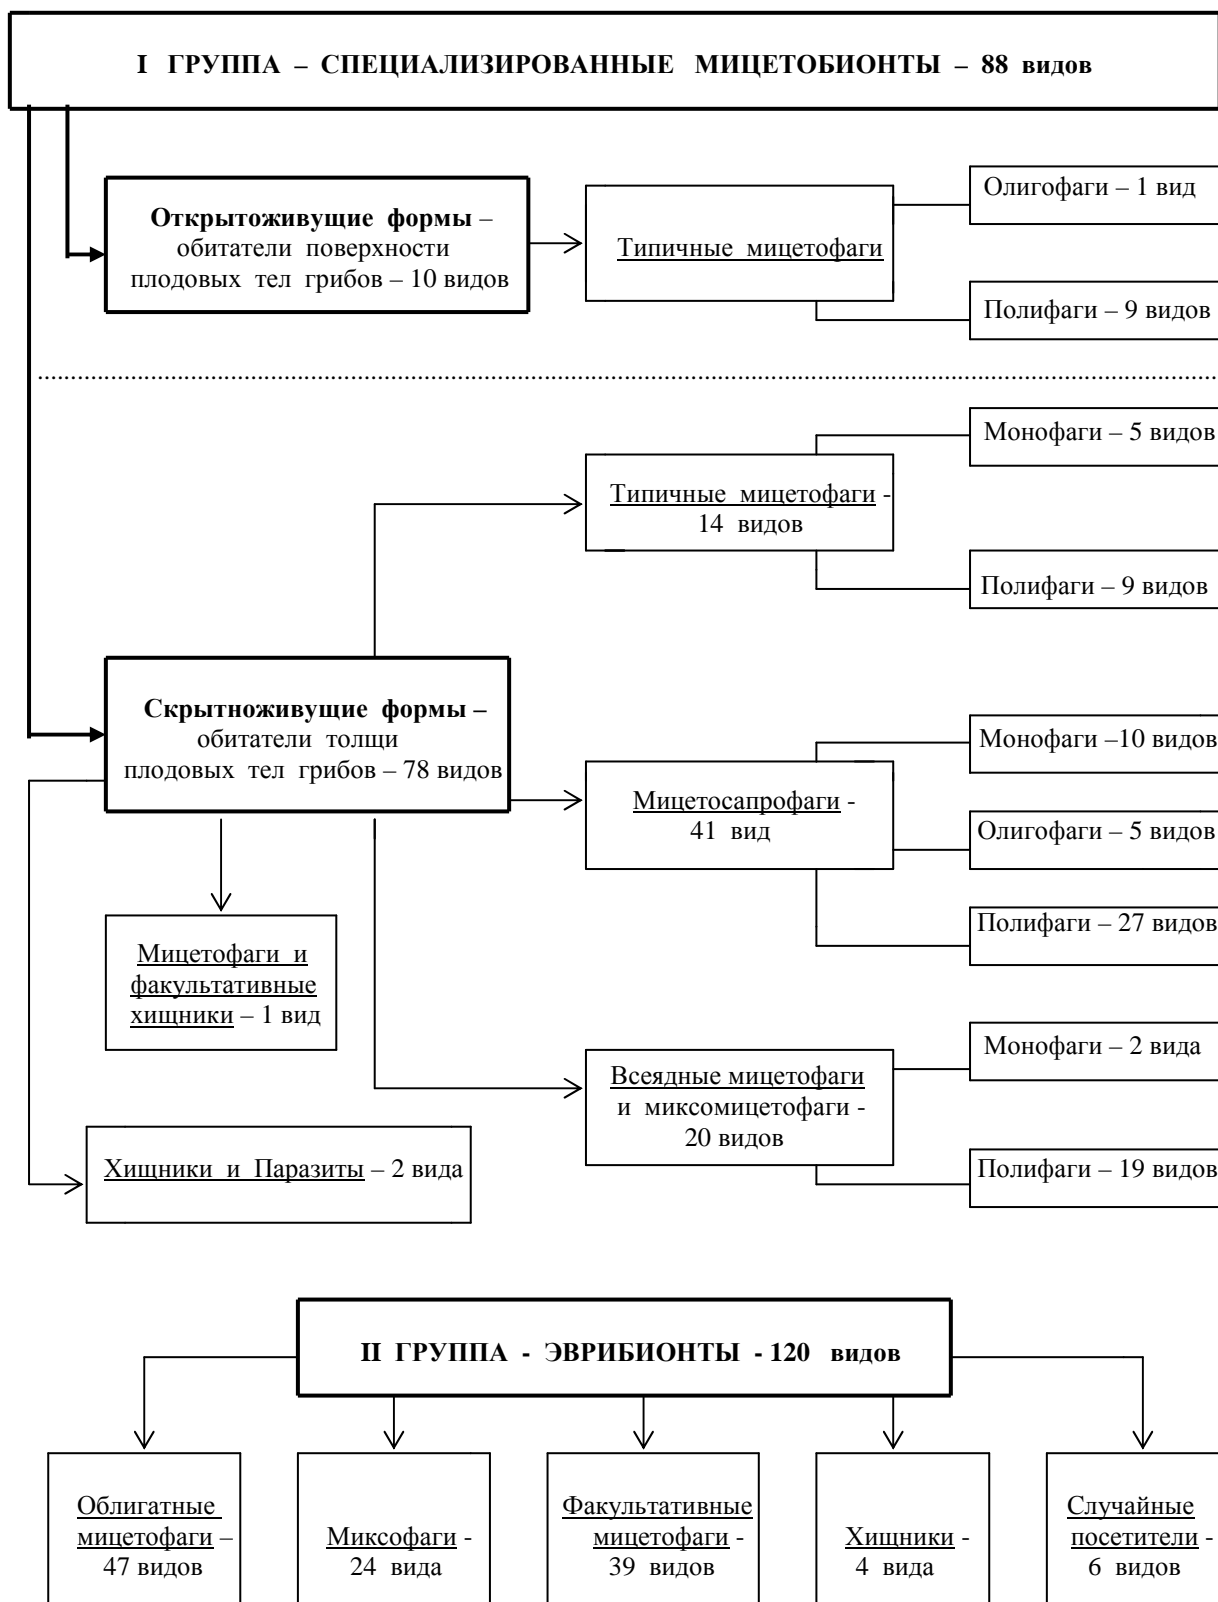 I ГРУППА – СПЕЦИАЛИЗИРОВАННЫЕ МИЦЕТОБИОНТЫ – 88 видов
Открытоживущие формы –
обитатели поверхности
плодовых тел грибов – 10 видов
Типичные мицетофаги
Олигофаги – 1 вид
Полифаги – 9 видов
Типичные мицетофаги -
14 видов
Монофаги – 5 видов
Полифаги – 9 видов
Скрытноживущие формы –
обитатели толщи
плодовых тел грибов – 78 видов
Мицетосапрофаги -
41 вид
Монофаги –10 видов
Олигофаги – 5 видов
Полифаги – 27 видов
Мицетофаги и
факультативные
хищники – 1 вид
Всеядные мицетофаги
и миксомицетофаги -
20 видов
Монофаги – 2 вида
Полифаги – 19 видов
Хищники и Паразиты – 2 вида
II ГРУППА - ЭВРИБИОНТЫ - 120 видов
Облигатные
мицетофаги –
47 видов
Миксофаги -
24 вида
Факультативные
мицетофаги -
39 видов
Хищники -
4 вида
Случайные
посетители -
6 видов